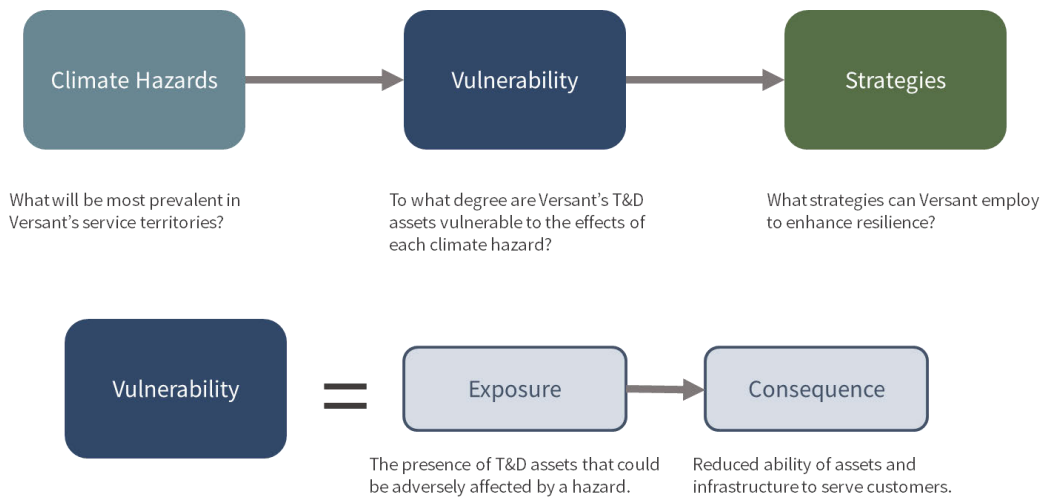 Climate Hazards
Vulnerability
Strategies
What will be most prevalent in
Versant's service territories?
To what degree are Versant's T&D
assets vulnerable to the effects of
each climate hazard?
What strategies can Versant employ
to enhance resilience?
Vulnerability
=
Exposure
Consequence
The presence of T&D assets that could
be adversely affected by a hazard.
Reduced ability of assets and
infrastructure to serve customers.